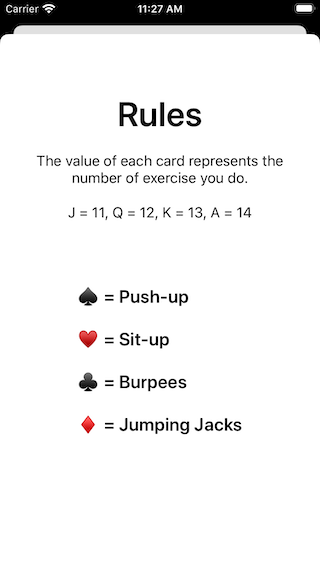 Carrier 11:27 AM
Rules
The value of each card represents the
number of exercise you do.
J = 11, Q = 12, K = 13, A = 14
♠️ = Push-up
♥️ = Sit-up
♣️ = Burpees
♦️ = Jumping Jacks